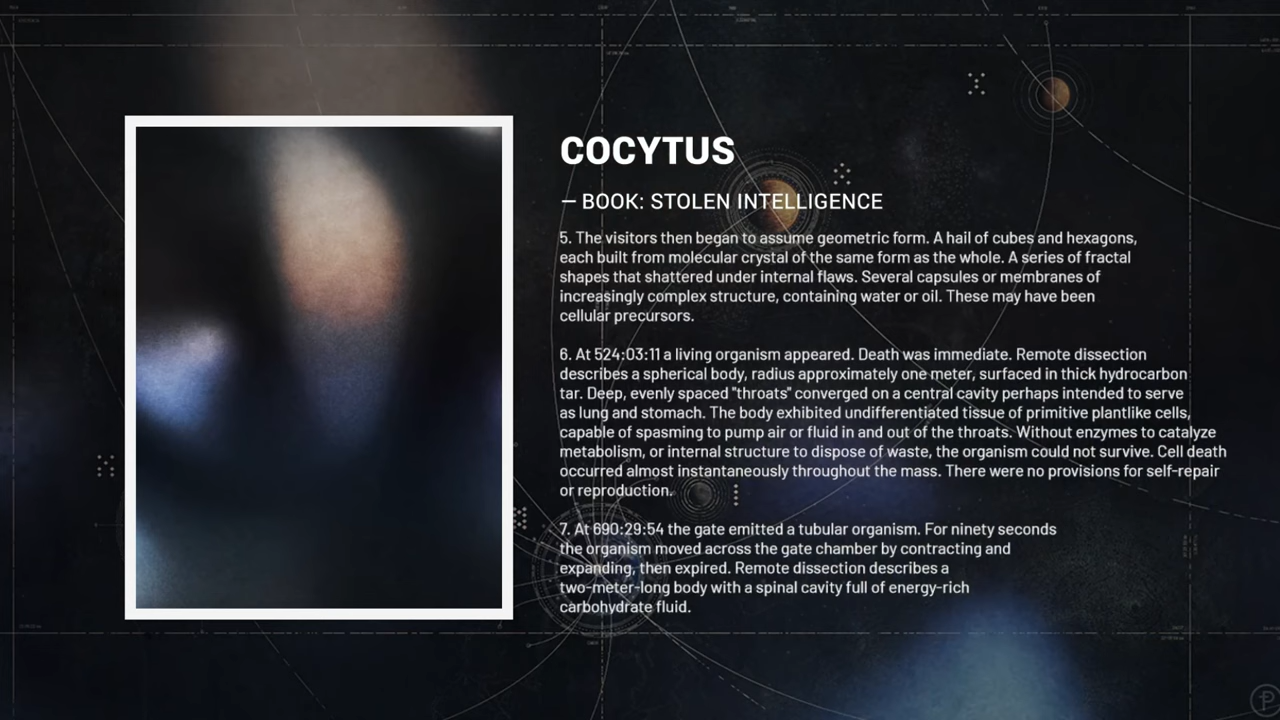 COCYTUS
— BOOK: STOLEN INTELLIGENCE
5. The visitors then began to assume geometric form. A hail of cubes and hexagons,
each built from molecular crystal of the same form as the whole. A series of fractal
shapes that shattered under internal flaws. Several capsules or membranes of
increasingly complex structure, containing water or oil. These may have been
cellular precursors.
6. At 524:03:11 a living organism appeared. Death was immediate. Remote dissection
describes a spherical body, radius approximately one meter, surfaced in thick hydrocarbon
tar. Deep, evenly spaced "throats" converged on a central cavity perhaps intended to serve
as lung and stomach. The body exhibited undifferentiated tissue of primitive plantlike cells,
capable of spasming to pump air or fluid in and out of the throats. Without enzymes to catalyze
metabolism, or internal structure to dispose of waste, the organism could not survive. Cell death
occurred almost instantaneously throughout the mass. There were no provisions for self-repair
or reproduction.
7. At 690:29:54 the gate emitted a tubular organism. For ninety seconds
the organism moved across the gate chamber by contracting and
expanding, then expired. Remote dissection describes a
two-meter-long body with a spinal cavity full of energy-rich
carbohydrate fluid.